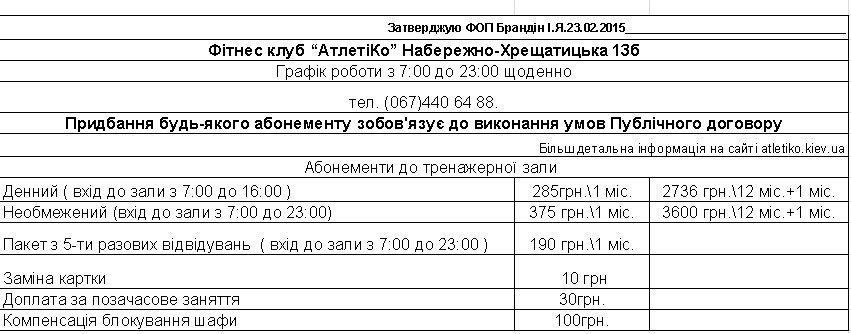 Затверджую ФОП Брандін І.Я.23.02.2015
Фітнес клуб “АтлетіКо” Набережно-Хрещатицька 13б
Графік роботи з 7:00 до 23:00 щоденно
тел. (067)440 64 88.
Придбання будь-якого абонементу зобов'язує до виконання умов Публічного договору
Більш детальна інформація на сайті atletiko.kiev.ua
Абонементи до тренажерної зали
Денний ( вхід до зали з 7:00 до 16:00 ) 285грн.\1 міс. 2736 грн.\12 міс.+1 міс.
Необмежений (вхід до зали з 7:00 до 23:00) 375 грн.\1 міс. 3600 грн.\12 міс.+1 міс.
Пакет з 5-ти разових відвідувань ( вхід до зали з 7:00 до 23:00 ) 190 грн.\1 міс.
Заміна картки 10 грн
Доплата за позачасове заняття 30грн.
Компенсація блокування шафи 100грн.